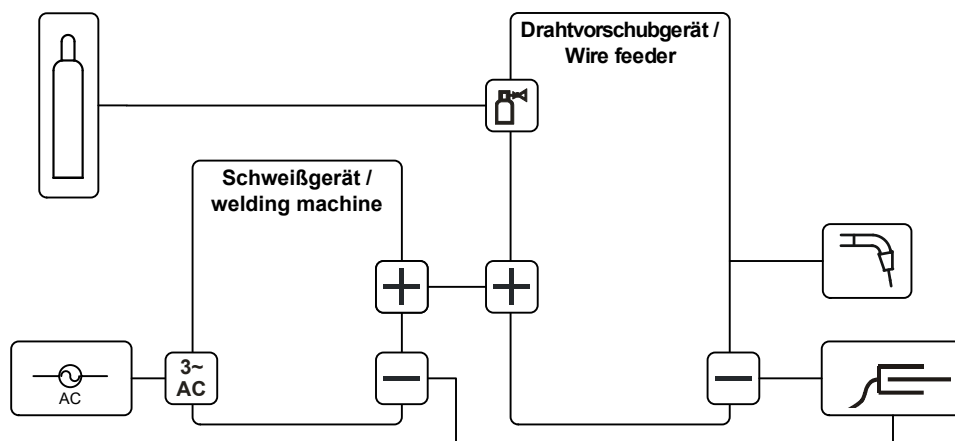 Drahtvorschubgerät /
Wire feeder
Schweißgerät /
welding machine
3~
AC
AC